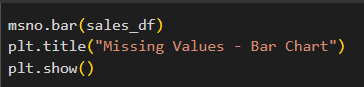 msno.bar(sales_df)
plt.title("Missing Values - Bar Chart")
plt.show()